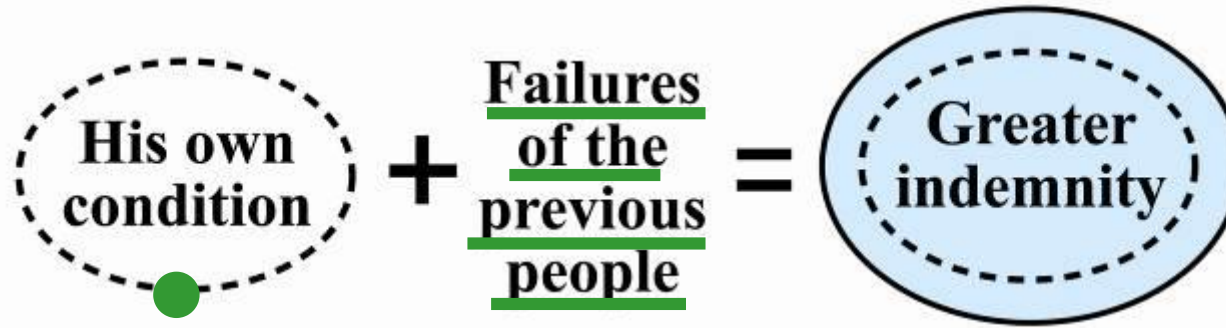 His own
condition
+
Failures
of the
previous
people
=
Greater
indemnity